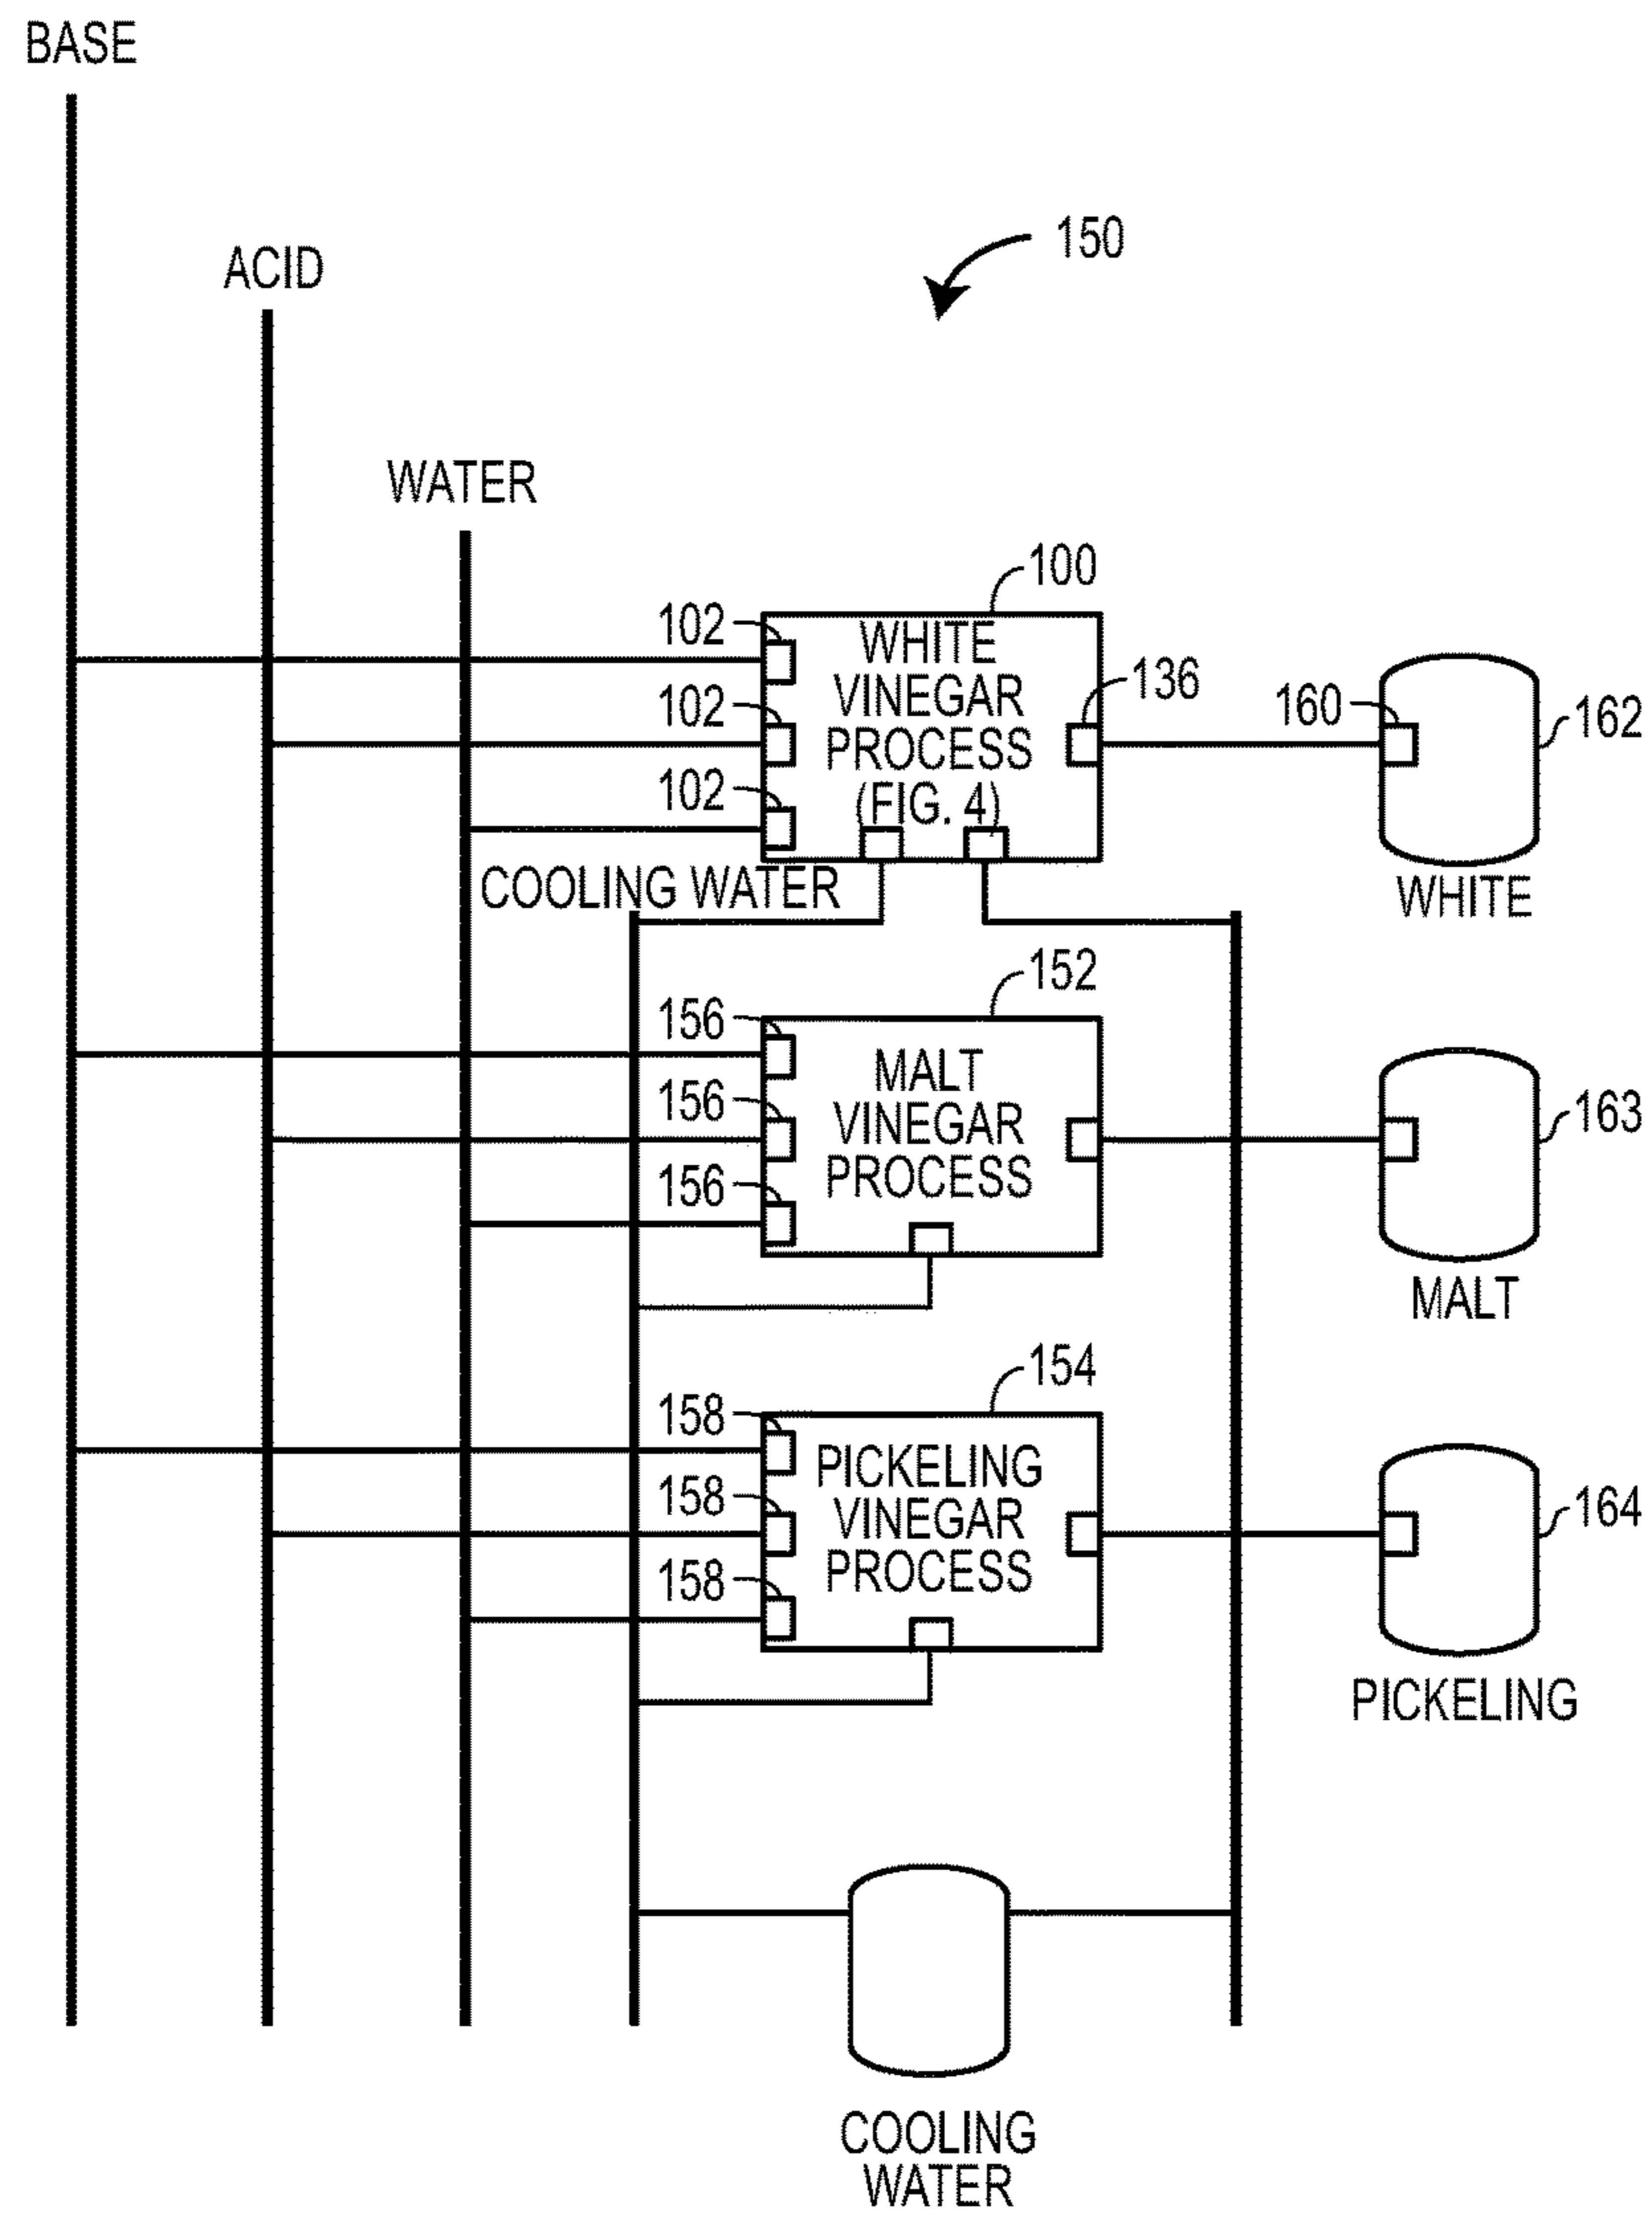 BASE
ACID
150
WATER
100
102
WHITE
VINEGAR
PROCESS
(FIG. 4)
102
102
136
160
162
WHITE
COOLING WATER
152
156
156
156
MALT
VINEGAR
PROCESS
163
MALT
154
158
158
158
PICKELING
VINEGAR
PROCESS
164
PICKELING
COOLING
WATER